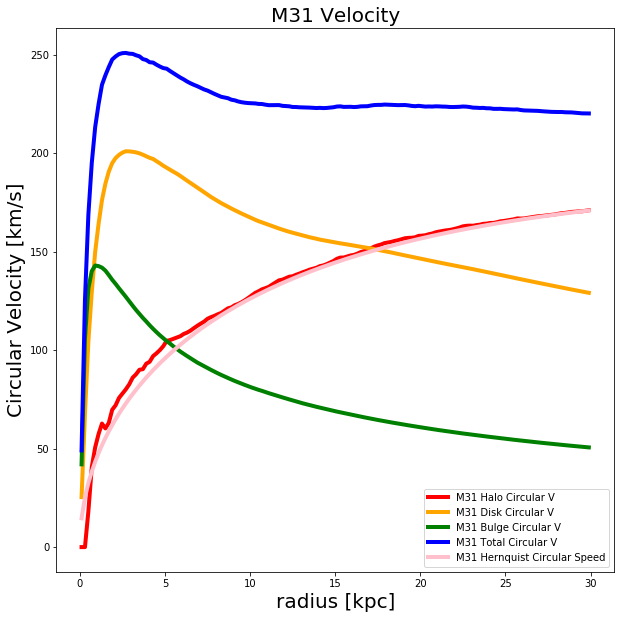 M31 Velocity
Circular Velocity [km/s]
250
200
150
100
50
0
0 5 10 15 20 25 30
radius [kpc]
M31 Halo Circular V
M31 Disk Circular V
M31 Bulge Circular V
M31 Total Circular V
M31 Hernquist Circular Speed